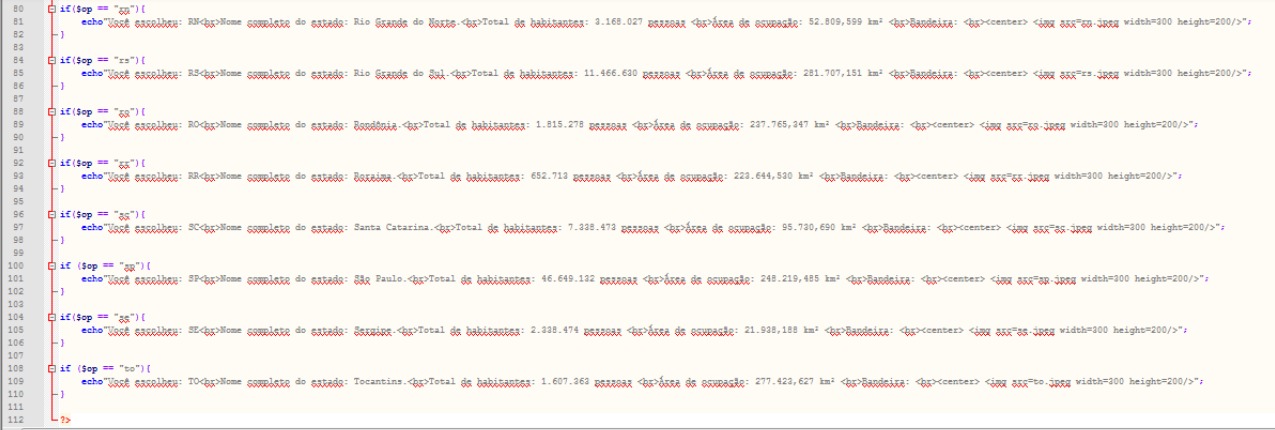 80 if($op == "rn"){
81 echo"Você escolheu: RN<br>Nome completo do estado: Rio Grande do Norte.<br>Total de habitantes: 3.168.027 pessoas <br>Área de ocupação: 52.809,599 km² <br>Bandeira: <br><center> <img src=rn.jpeg width=300 height=200/>";
82 }
83
84 if($op == "rs"){
85 echo"Você escolheu: RS<br>Nome completo do estado: Rio Grande do Sul.<br>Total de habitantes: 11.466.630 pessoas <br>Área de ocupação: 281.707,151 km² <br>Bandeira: <br><center> <img src=rs.jpeg width=300 height=200/>";
86 }
87
88 if($op == "ro"){
89 echo"Você escolheu: RO<br>Nome completo do estado: Rondônia.<br>Total de habitantes: 1.815.278 pessoas <br>Área de ocupação: 237.765,347 km² <br>Bandeira: <br><center> <img src=ro.jpeg width=300 height=200/>";
90 }
91
92 if($op == "rr"){
93 echo"Você escolheu: RR<br>Nome completo do estado: Roraima.<br>Total de habitantes: 652.713 pessoas <br>Área de ocupação: 223.644,530 km² <br>Bandeira: <br><center> <img src=rr.jpeg width=300 height=200/>";
94 }
95
96 if($op == "sc"){
97 echo"Você escolheu: SC<br>Nome completo do estado: Santa Catarina.<br>Total de habitantes: 7.338.473 pessoas <br>Área de ocupação: 95.730,690 km² <br>Bandeira: <br><center> <img src=sc.jpeg width=300 height=200/>";
98 }
99
100 if ($op == "sp"){
101 echo"Você escolheu: SP<br>Nome completo do estado: São Paulo.<br>Total de habitantes: 46.649.132 pessoas <br>Área de ocupação: 248.219,485 km² <br>Bandeira: <br><center> <img src=sp.jpeg width=300 height=200/>";
102 }
103
104 if($op == "se"){
105 echo"Você escolheu: SE<br>Nome completo do estado: Sergipe.<br>Total de habitantes: 2.338.474 pessoas <br>Área de ocupação: 21.938,188 km² <br>Bandeira: <br><center> <img src=se.jpeg width=300 height=200/>";
106 }
107
108 if ($op == "to"){
109 echo"Você escolheu: TO<br>Nome completo do estado: Tocantins.<br>Total de habitantes: 1.607.363 pessoas <br>Área de ocupação: 277.423,627 km² <br>Bandeira: <br><center> <img src=to.jpeg width=300 height=200/>";
110 }
111
112 ?>